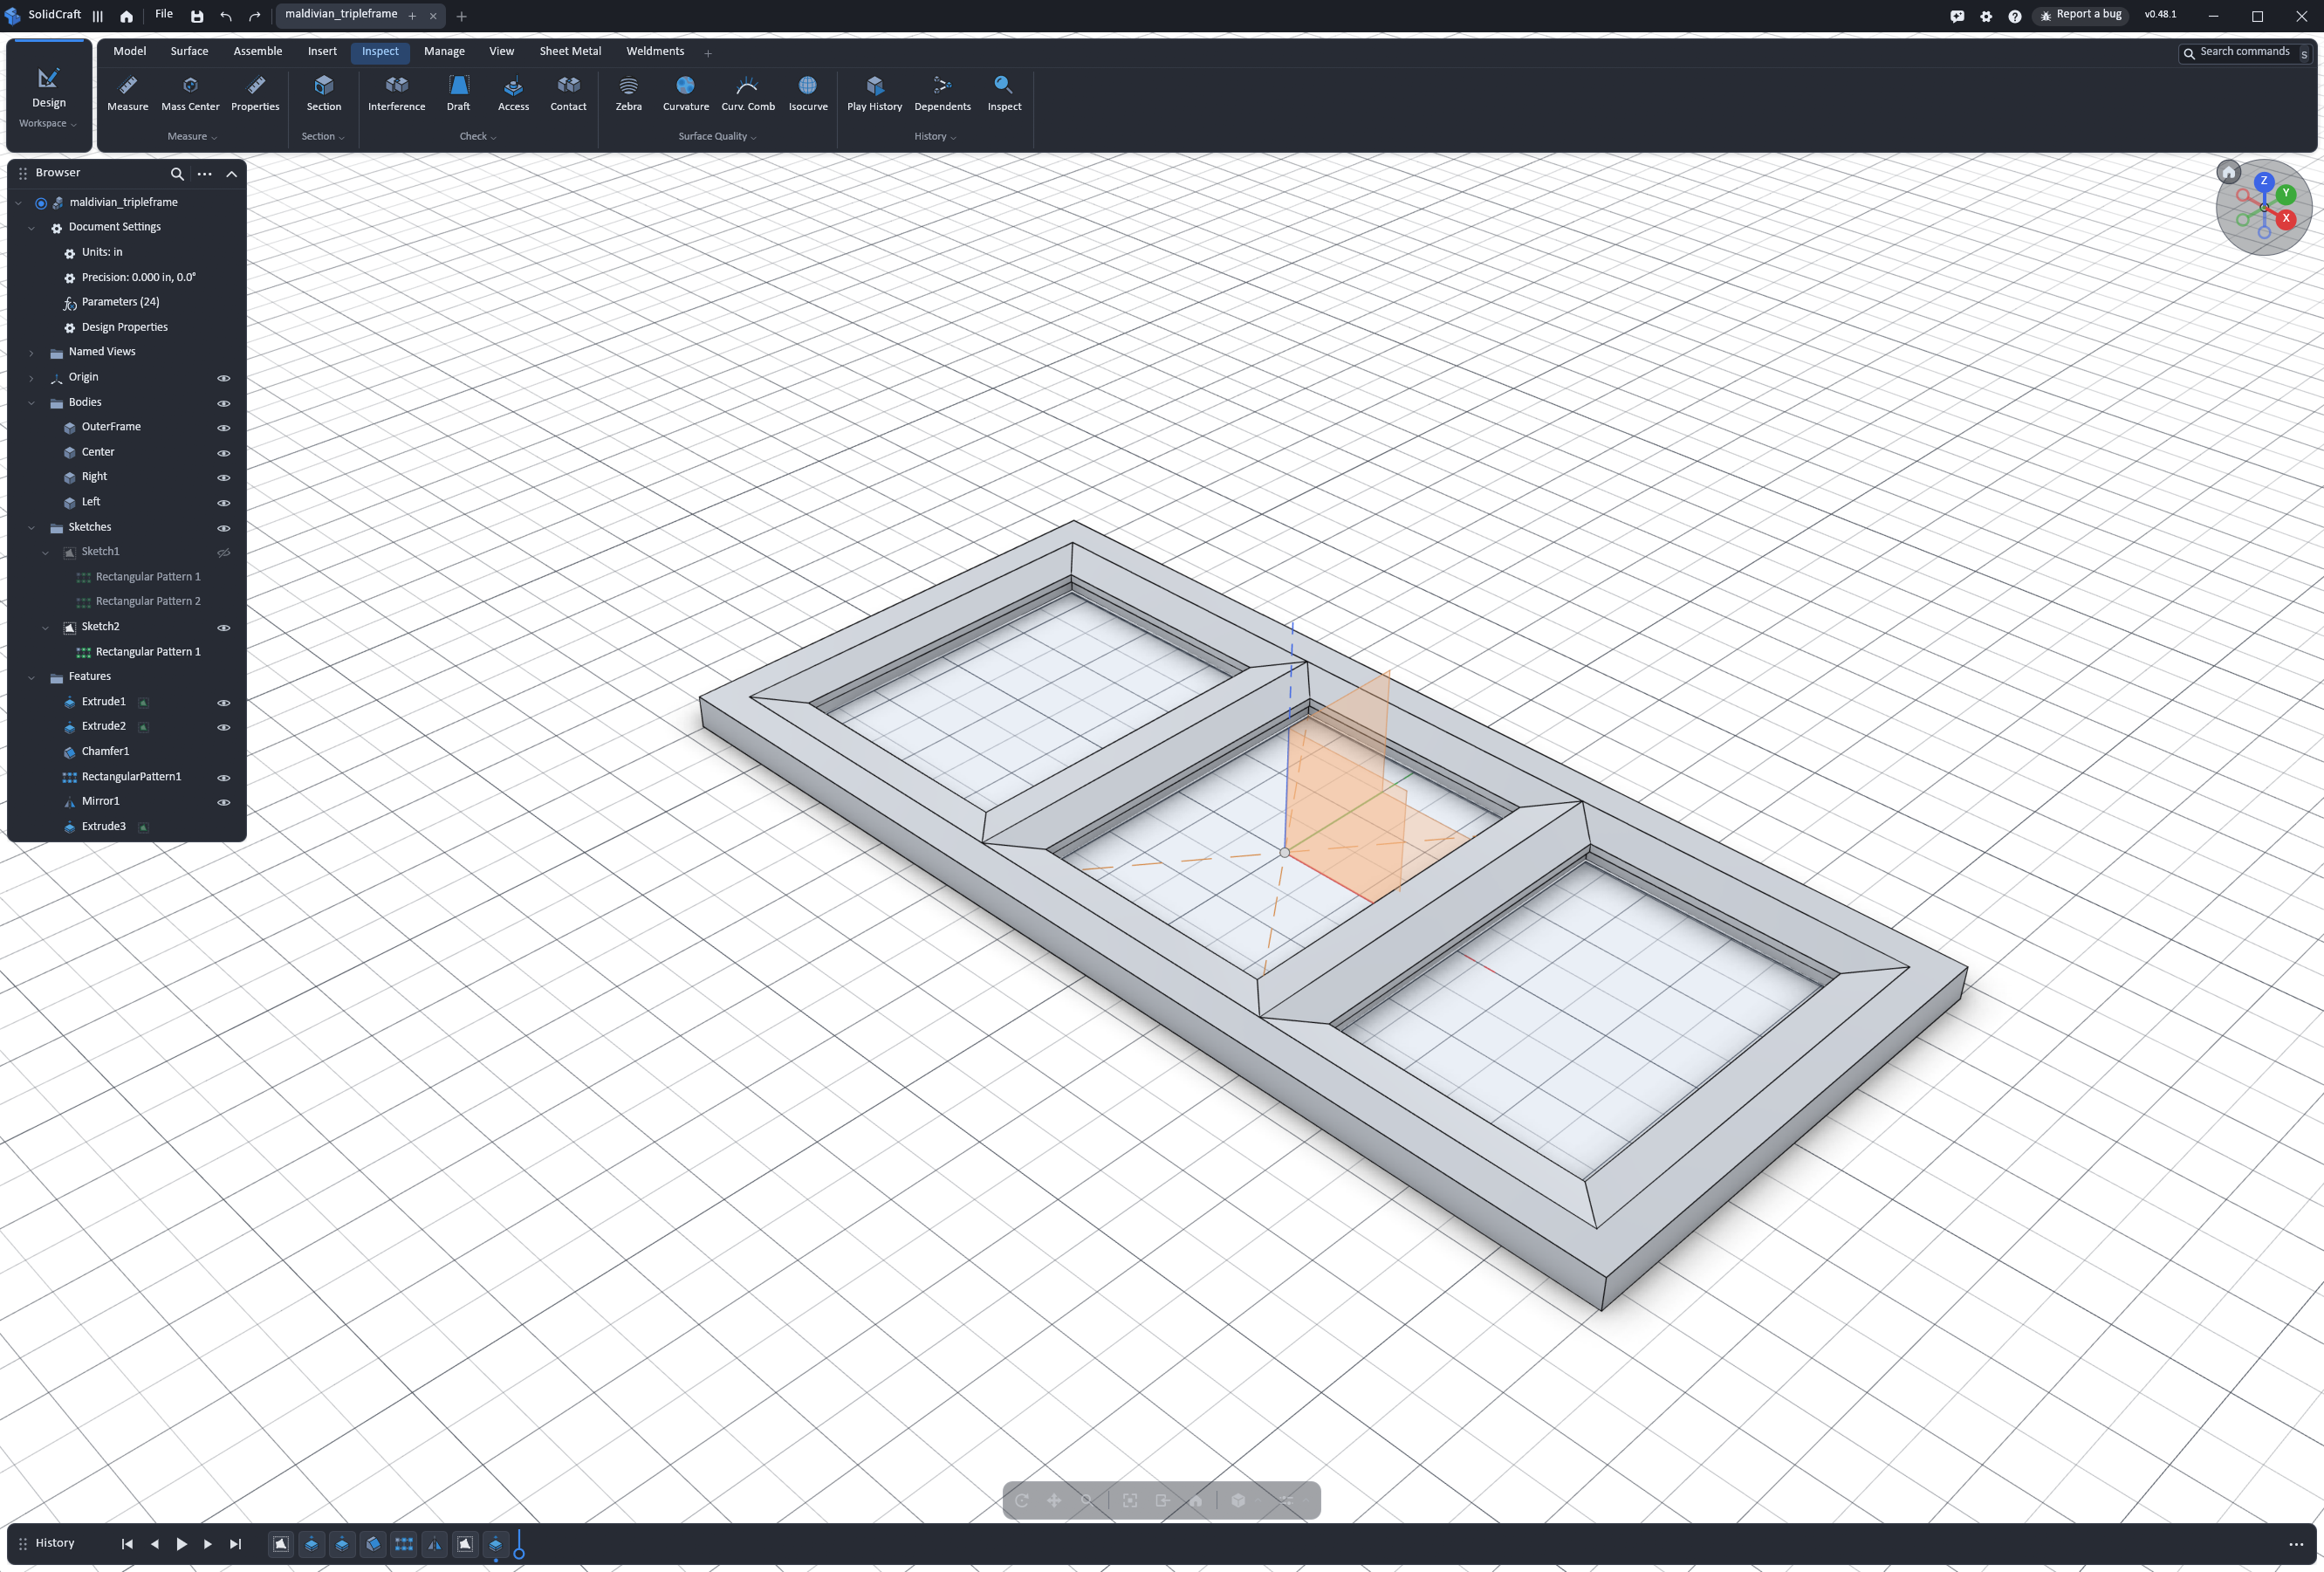 SolidCraft
File
maldivian_tripleframe
Report a bug
v0.48.1
Design
Workspace
Model
Surface
Assemble
Insert
Inspect
Manage
View
Sheet Metal
Weldments
Search commands
S
Measure
Mass Center
Properties
Section
Interference
Draft
Access
Contact
Zebra
Curvature
Curv. Comb
Isocurve
Play History
Dependents
Inspect
Measure
Section
Check
Surface Quality
History
Browser
maldivian_tripleframe
Document Settings
Units: in
Precision: 0.000 in, 0.0°
Parameters (24)
Design Properties
Named Views
Origin
Bodies
OuterFrame
Center
Right
Left
Sketches
Sketch1
Rectangular Pattern 1
Rectangular Pattern 2
Sketch2
Rectangular Pattern 1
Features
Extrude1
Extrude2
Chamfer1
RectangularPattern1
Mirror1
Extrude3
Z
Y
X
History